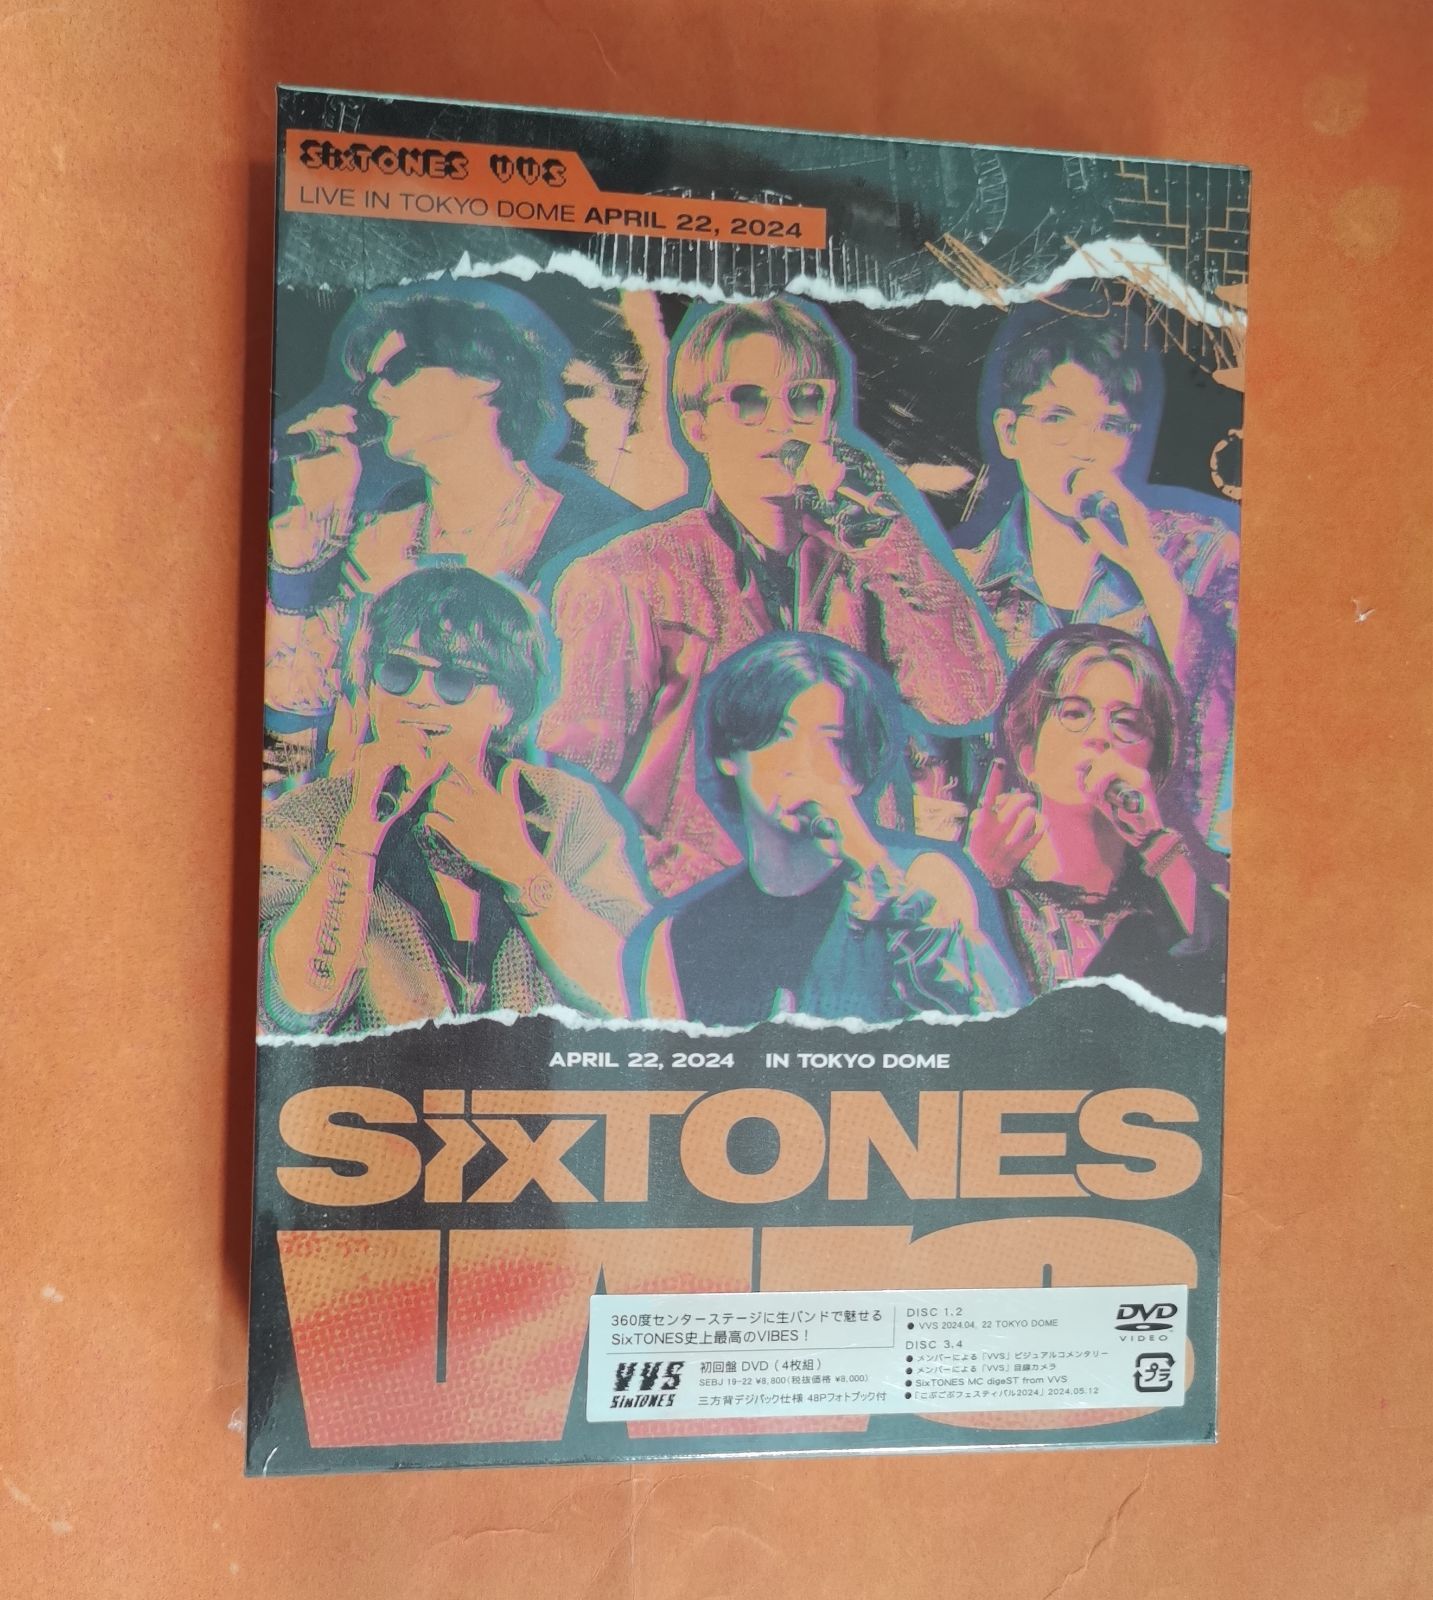 SixTONES VVS
LIVE IN TOKYO DOME APRIL 22, 2024
APRIL 22, 2024 IN TOKYO DOME
SixTONES
VVS
360度センターステージに生バンドで魅せる
SixTONES史上最高のVIBES！
VVS
SixTONES
初回盤 DVD（4枚組）
SEBJ 19-22 ¥8,800(税抜価格 ¥8,000)
三方背デジパック仕様 48Pフォトブック付
DISC 1,2
● VVS 2024.04. 22 TOKYO DOME
DISC 3,4
● メンバーによる「VVS」ビジュアルコメンタリー
● メンバーによる「VVS」目線カメラ
● SixTONES MC digeST from VVS
● 「こぶごぶフェスティバル2024」2024.05.12
DVD
VIDEO
プラ